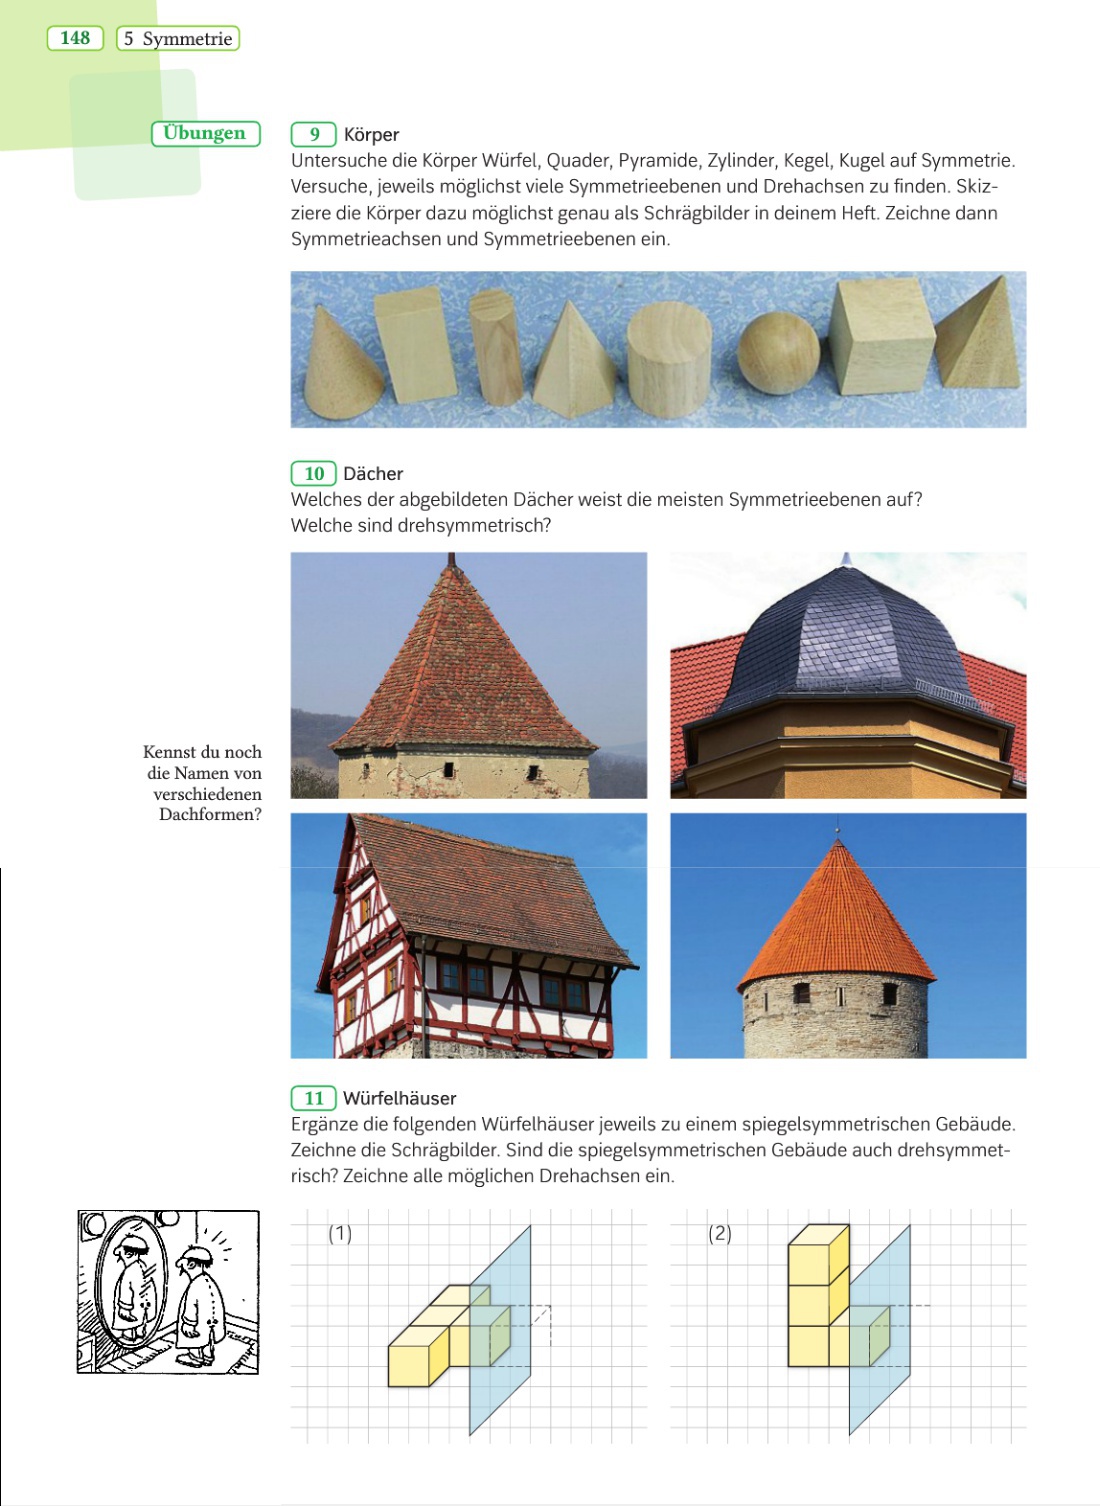 148
5 Symmetrie
Übungen
9 Körper
Untersuche die Körper Würfel, Quader, Pyramide, Zylinder, Kegel, Kugel auf Symmetrie.
Versuche, jeweils möglichst viele Symmetrieebenen und Drehachsen zu finden. Skiz-
ziere die Körper dazu möglichst genau als Schrägbilder in deinem Heft. Zeichne dann
Symmetrieachsen und Symmetrieebenen ein.
10 Dächer
Welches der abgebildeten Dächer weist die meisten Symmetrieebenen auf?
Welche sind drehsymmetrisch?
Kennst du noch
die Namen von
verschiedenen
Dachformen?
11 Würfelhäuser
Ergänze die folgenden Würfelhäuser jeweils zu einem spiegelsymmetrischen Gebäude.
Zeichne die Schrägbilder. Sind die spiegelsymmetrischen Gebäude auch drehsymmet-
risch? Zeichne alle möglichen Drehachsen ein.
(1)
(2)